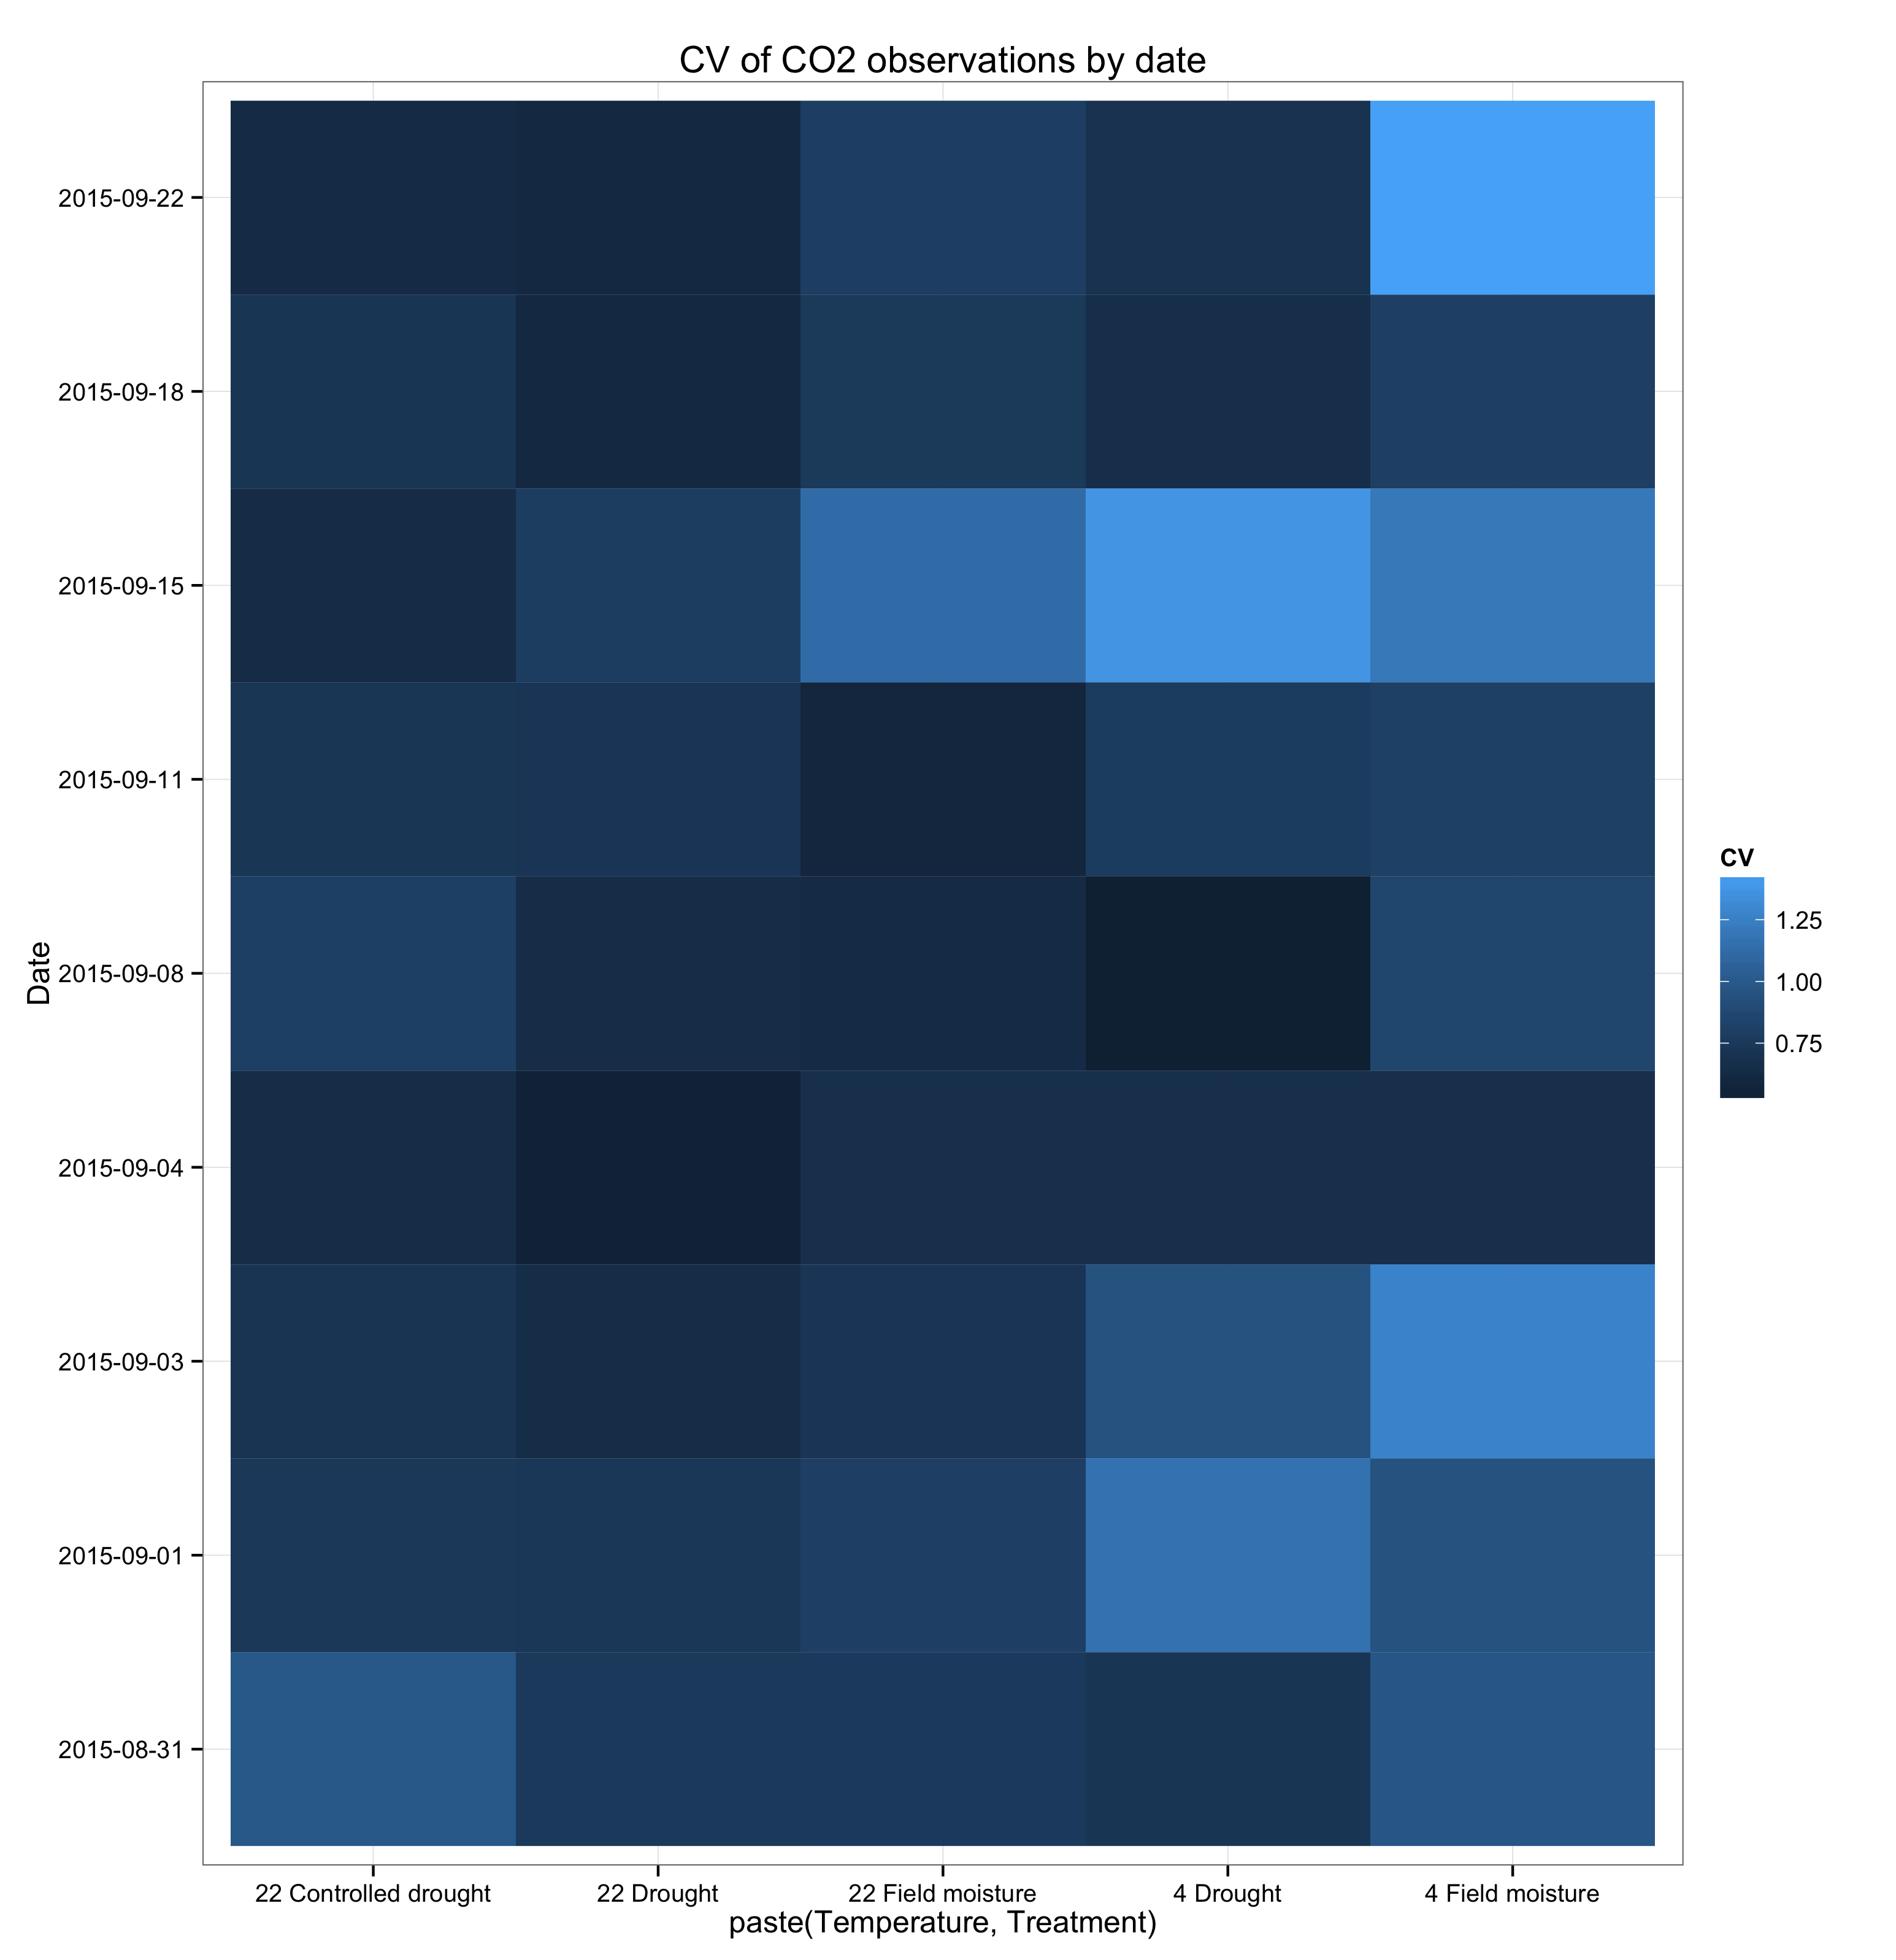 CV of CO2 observations by date
2015-09-22
2015-09-18
2015-09-15
2015-09-11
2015-09-08
2015-09-04
2015-09-03
2015-09-01
2015-08-31
Date
22 Controlled drought
22 Drought
22 Field moisture
4 Drought
4 Field moisture
paste(Temperature, Treatment)
CV
1.25
1.00
0.75